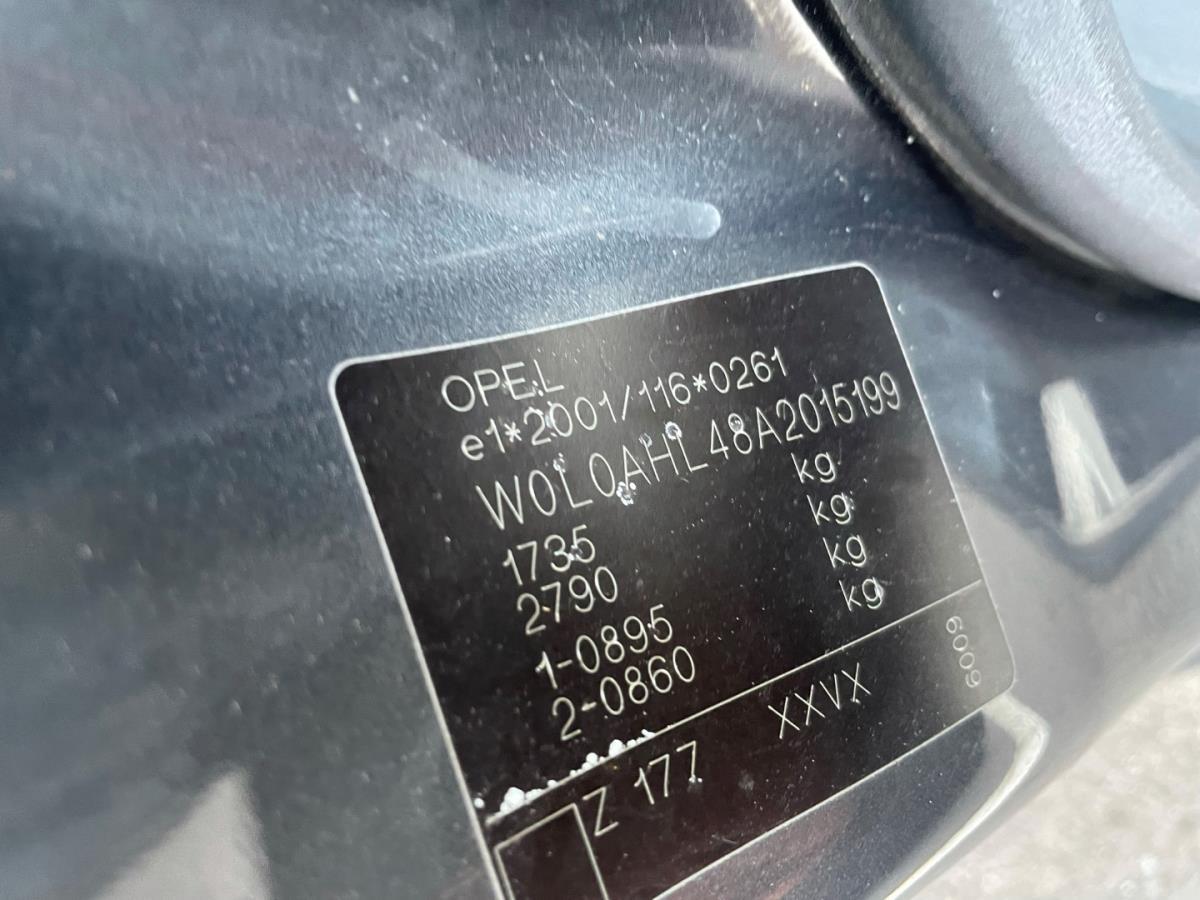 OPEL
e1*2001/116*0261
W0L0AHL48A2015199
1735 kg
2790 kg
1-0895 kg
2-0860 kg
Z 177 XXVX
6009